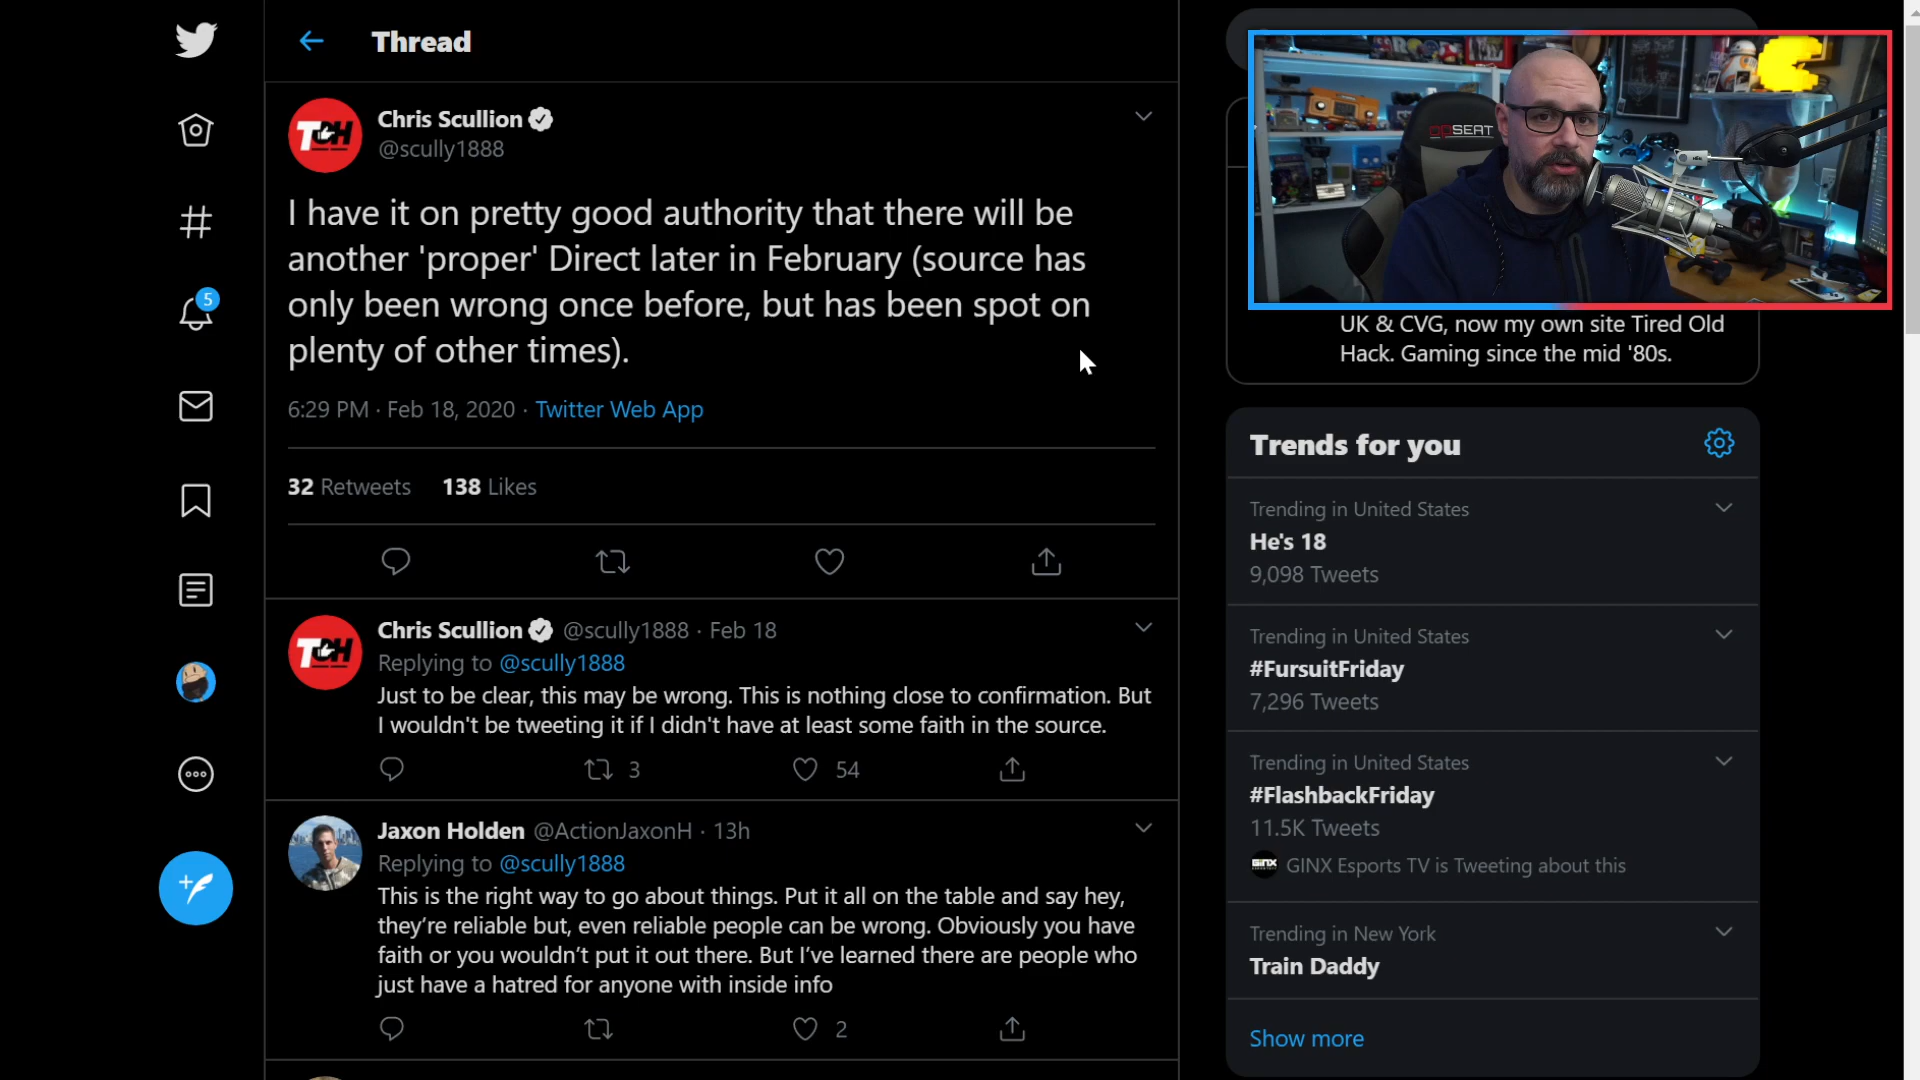 Thread
Chris Scullion
@scully1888
I have it on pretty good authority that there will be
another 'proper' Direct later in February (source has
only been wrong once before, but has been spot on
plenty of other times).
6:29 PM · Feb 18, 2020 · Twitter Web App
32 Retweets 138 Likes
Chris Scullion @scully1888 · Feb 18
Replying to @scully1888
Just to be clear, this may be wrong. This is nothing close to confirmation. But
I wouldn't be tweeting it if I didn't have at least some faith in the source.
3 54
Jaxon Holden @ActionJaxonH · 13h
Replying to @scully1888
This is the right way to go about things. Put it all on the table and say hey,
they’re reliable but, even reliable people can be wrong. Obviously you have
faith or you wouldn’t put it out there. But I’ve learned there are people who
just have a hatred for anyone with inside info
2
5
TCH
TCH
OPSEAT
UK & CVG, now my own site Tired Old
Hack. Gaming since the mid '80s.
Trends for you
Trending in United States
He's 18
9,098 Tweets
Trending in United States
#FursuitFriday
7,296 Tweets
Trending in United States
#FlashbackFriday
11.5K Tweets
GINX
GINX Esports TV is Tweeting about this
Trending in New York
Train Daddy
Show more